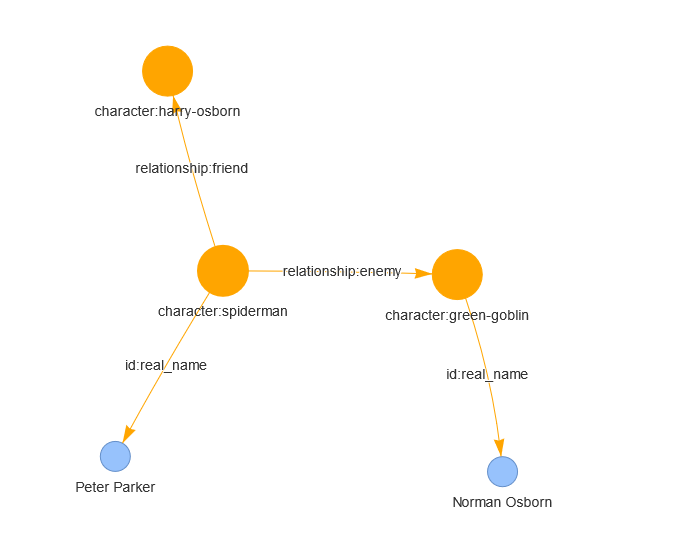 character:harry-osborn
relationship:friend
relationship:enemy
character:spiderman
character:green-goblin
id:real_name
id:real_name
Peter Parker
Norman Osborn